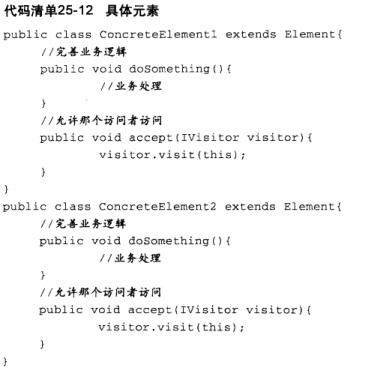 代码清单25-12 具体元素
public class ConcreteElement1 extends Element{
//完善业务逻辑
public void doSomething(){
//业务处理
}
//允许那个访问者访问
public void accept(IVisitor visitor){
visitor.visit(this);
}
}
public class ConcreteElement2 extends Element{
//完善业务逻辑
public void doSomething(){
//业务处理
}
//允许那个访问者访问
public void accept(IVisitor visitor){
visitor.visit(this);
}
}